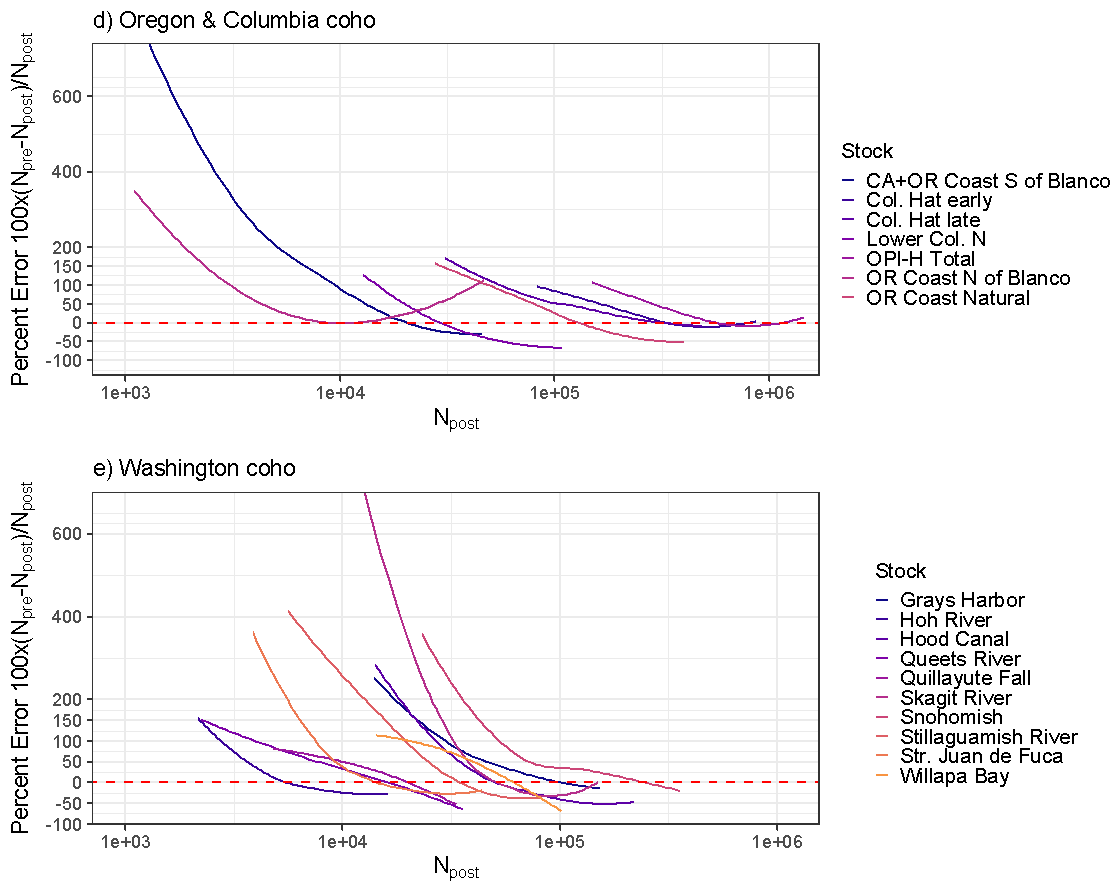 d) Oregon & Columbia coho
Percent Error 100x(Npre-Npost)/Npost
600
400
200
150
100
50
0
-50
-100
1e+03
1e+04
1e+05
1e+06
Npost
Stock
CA+OR Coast S of Blanco
Col. Hat early
Col. Hat late
Lower Col. N
OPI-H Total
OR Coast N of Blanco
OR Coast Natural
e) Washington coho
Percent Error 100x(Npre-Npost)/Npost
600
400
200
150
100
50
0
-50
-100
1e+03
1e+04
1e+05
1e+06
Npost
Stock
Grays Harbor
Hoh River
Hood Canal
Queets River
Quillayute Fall
Skagit River
Snohomish
Stillaguamish River
Str. Juan de Fuca
Willapa Bay